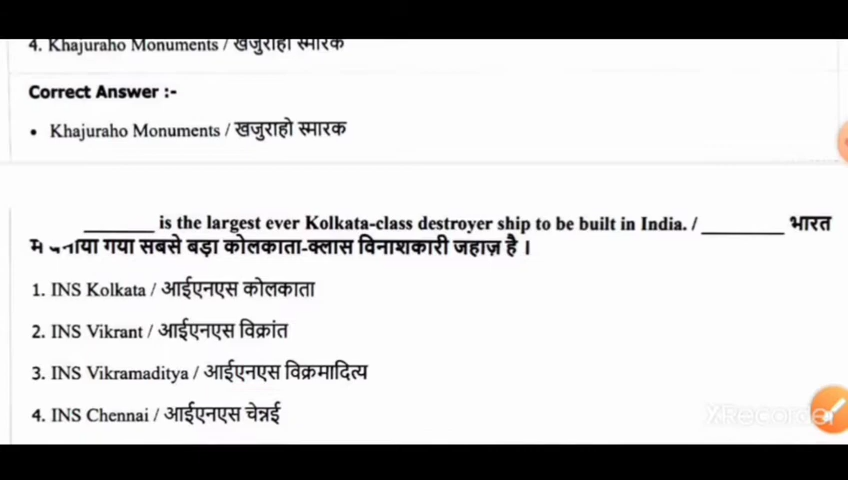 4. Khajuraho Monuments / खजुराहो स्मारक
Correct Answer :-
• Khajuraho Monuments / खजुराहो स्मारक
________ is the largest ever Kolkata-class destroyer ship to be built in India. / _________ भारत
गया सबसे बड़ा कोलकाता-क्लास विनाशकारी जहाज़ है ।
1. INS Kolkata / आईएनएस कोलकाता
2. INS Vikrant / आईएनएस विक्रांत
3. INS Vikramaditya / आईएनएस विक्रमादित्य
4. INS Chennai / आईएनएस चेन्नई
XRecorder